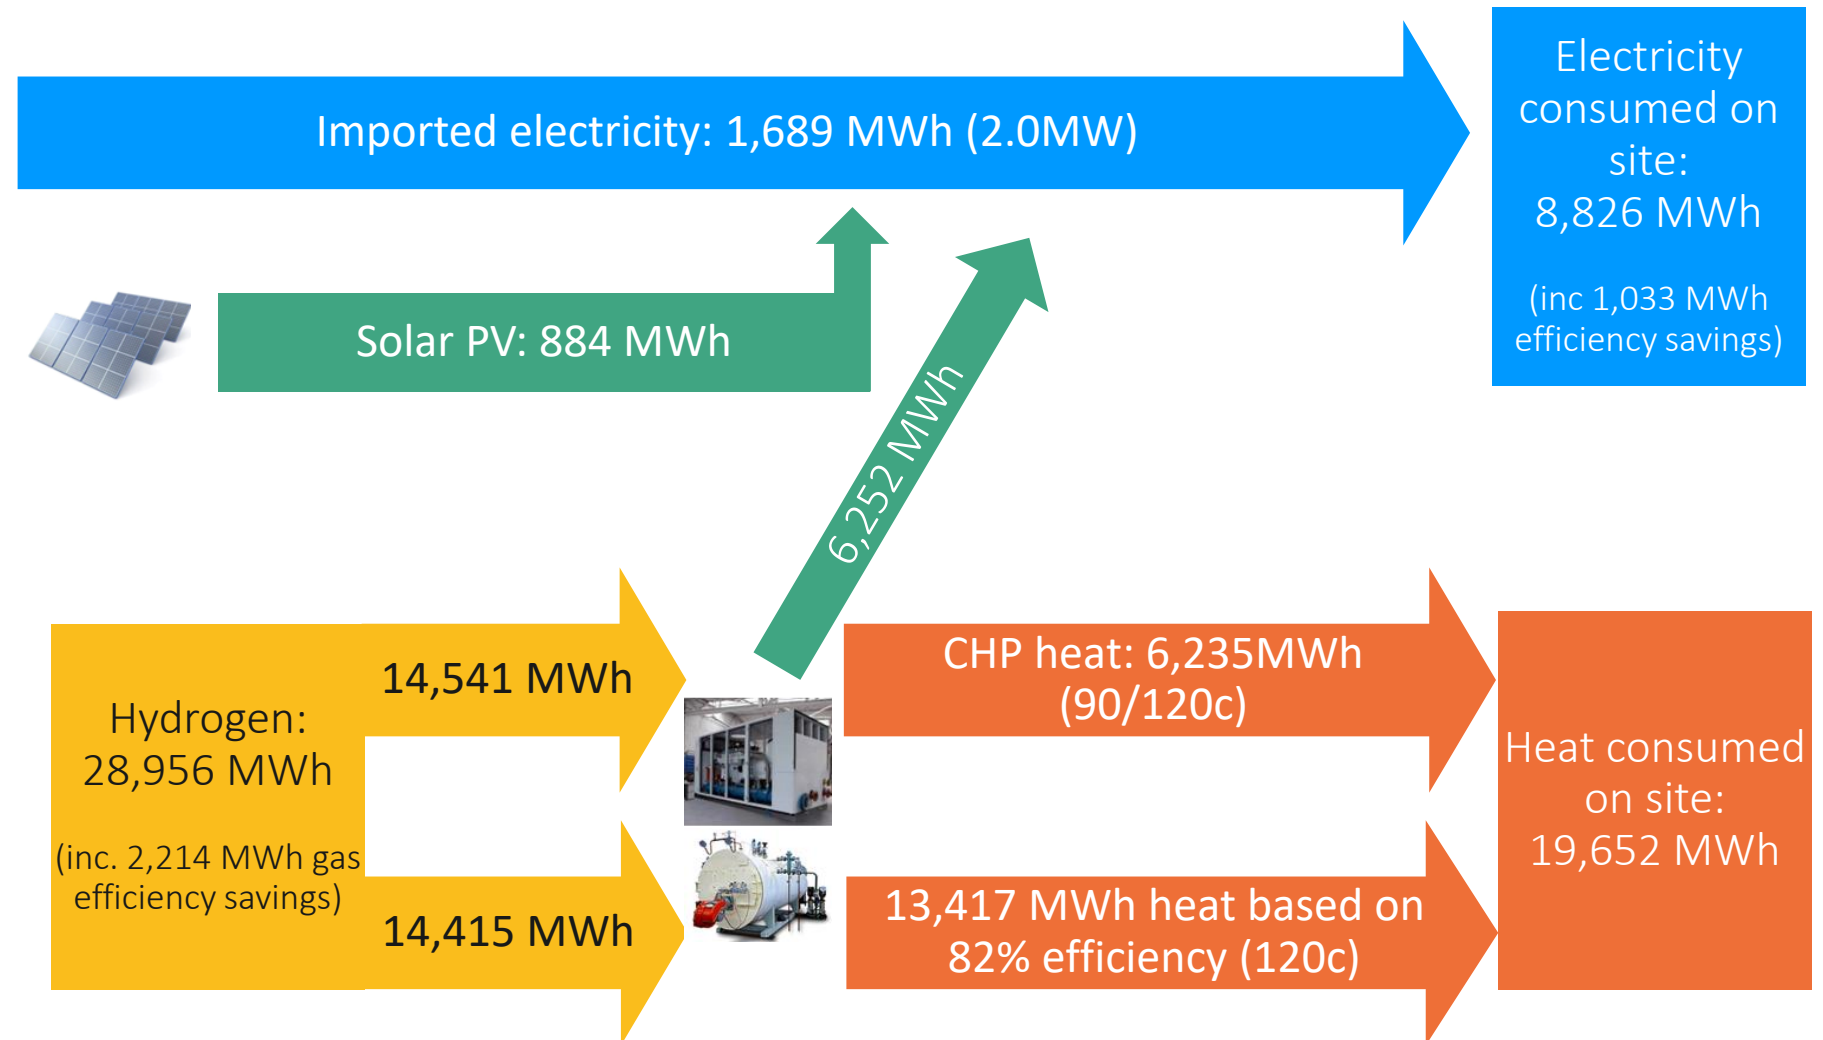 Imported electricity: 1,689 MWh (2.0MW)
Electricity
consumed on
site:
8,826 MWh
(inc 1,033 MWh
efficiency savings)
Solar PV: 884 MWh
6,252 MWh
Hydrogen:
28,956 MWh
(inc. 2,214 MWh gas
efficiency savings)
14,541 MWh
14,415 MWh
CHP heat: 6,235MWh
(90/120c)
13,417 MWh heat based on
82% efficiency (120c)
Heat consumed
on site:
19,652 MWh